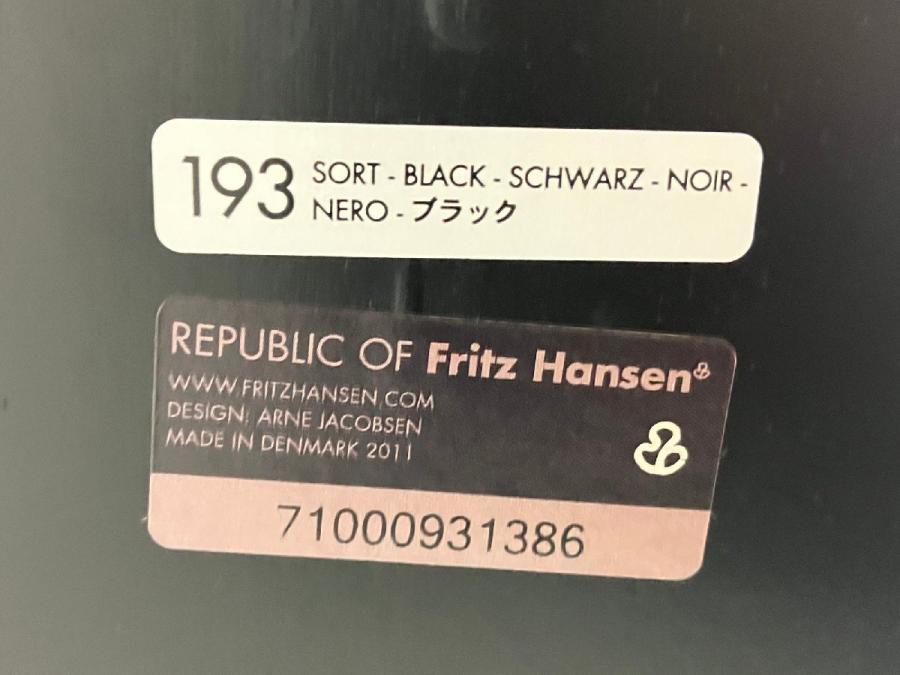 193 SORT - BLACK - SCHWARZ - NOIR -
NERO - ブラック
REPUBLIC OF Fritz Hansen
WWW.FRITZHANSEN.COM
DESIGN: ARNE JACOBSEN
MADE IN DENMARK 2011
71000931386